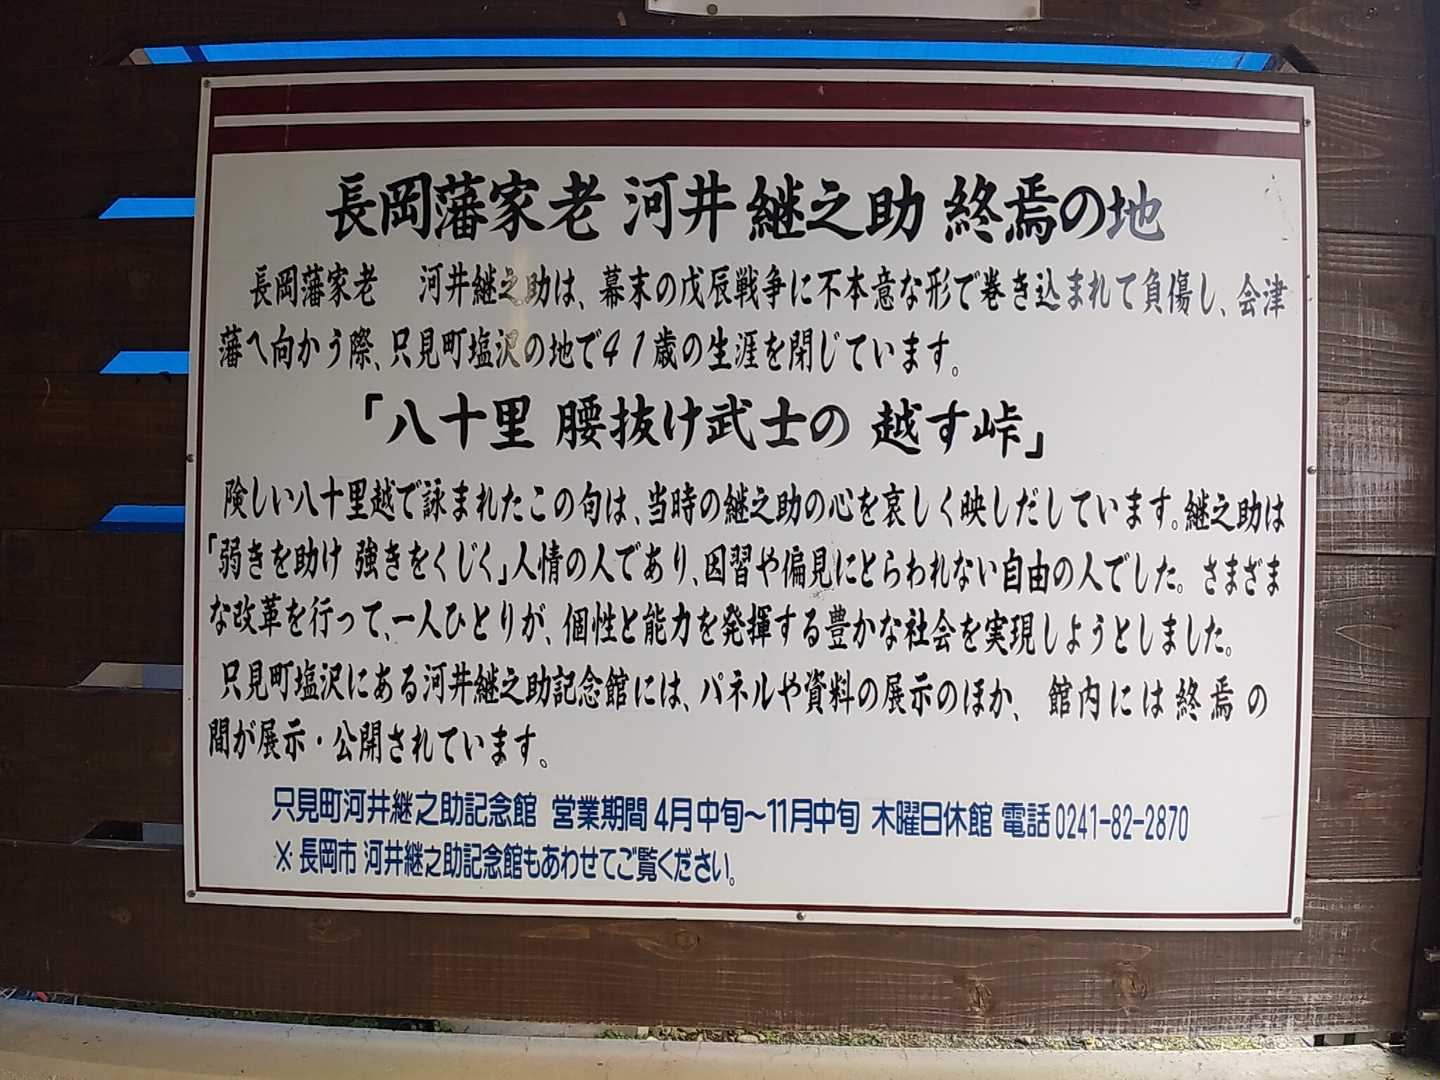 長岡藩家老 河井 継之助 終焉の地
長岡藩家老　河井継之助は、幕末の戊辰戦争に不本意な形で巻き込まれて負傷し、会津
藩へ向かう際、只見町塩沢の地で41歳の生涯を閉じています。
「八十里 腰抜け武士の 越す峠」
険しい八十里越で詠まれたこの句は、当時の継之助の心を哀しく映しだしています。継之助は
「弱きを助け 強きをくじく」人情の人であり、因習や偏見にとらわれない自由の人でした。さまざま
な改革を行って、一人ひとりが、個性と能力を発揮する豊かな社会を実現しようとしました。
只見町塩沢にある河井継之助記念館には、パネルや資料の展示のほか、館内には終焉の
間が展示・公開されています。
只見町河井継之助記念館 営業期間 4月中旬～11月中旬 木曜日休館 電話0241-82-2870
※長岡市 河井継之助記念館もあわせてご覧ください。